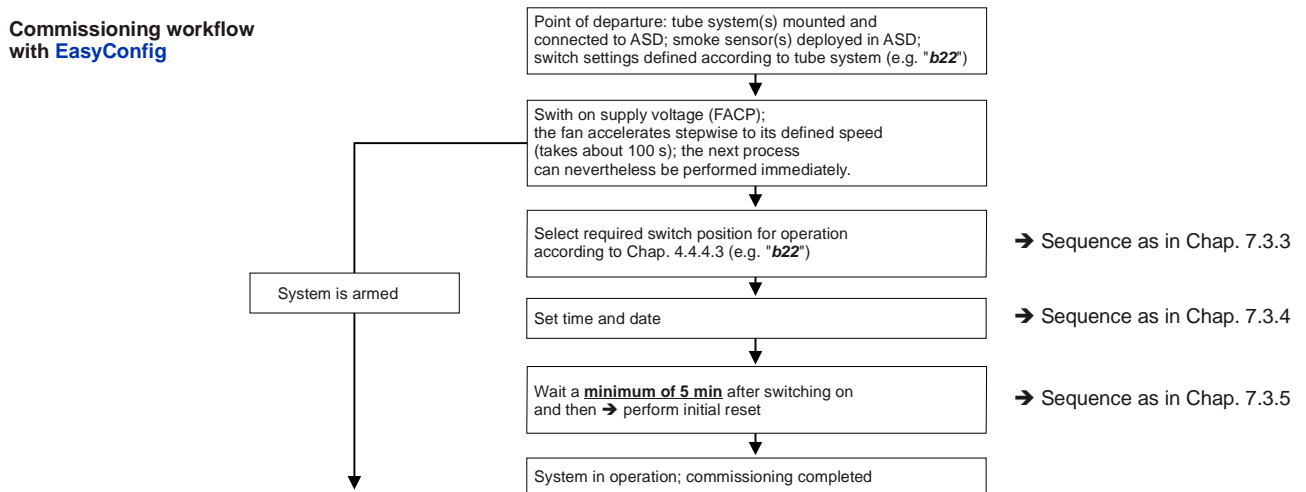 Commissioning workflow
with EasyConfig
Point of departure: tube system(s) mounted and
connected to ASD; smoke sensor(s) deployed in ASD;
switch settings defined according to tube system (e.g. "b22")
Swith on supply voltage (FACP);
the fan accelerates stepwise to its defined speed
(takes about 100 s); the next process
can nevertheless be performed immediately.
Select required switch position for operation
according to Chap. 4.4.4.3 (e.g. "b22")
➔ Sequence as in Chap. 7.3.3
System is armed
Set time and date
➔ Sequence as in Chap. 7.3.4
Wait a minimum of 5 min after switching on
and then ➔ perform initial reset
➔ Sequence as in Chap. 7.3.5
System in operation; commissioning completed